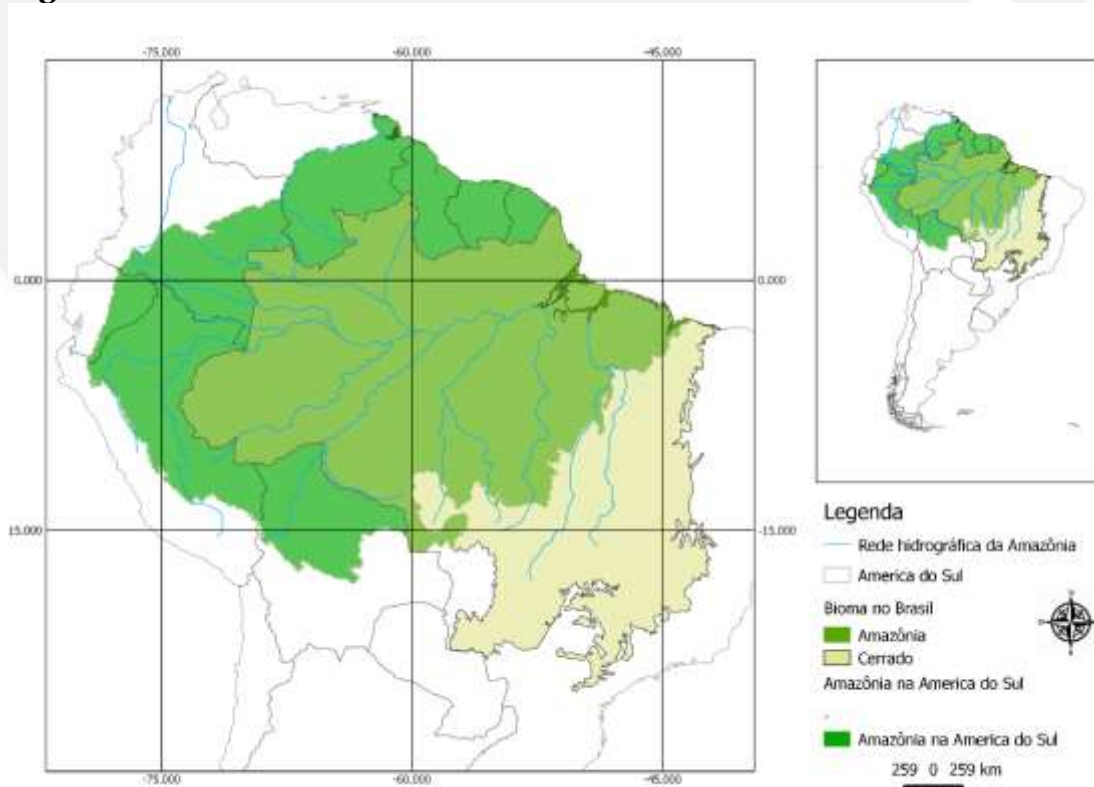 -75.000 -60.000 -45.000
0.000 0.000
15.000 -15.000
-75.000 -60.000 -45.000
Legenda
Rede hidrográfica da Amazônia
America do Sul
Bioma no Brasil
Amazônia
Cerrado
Amazônia na America do Sul
Amazônia na America do Sul
259 0 259 km